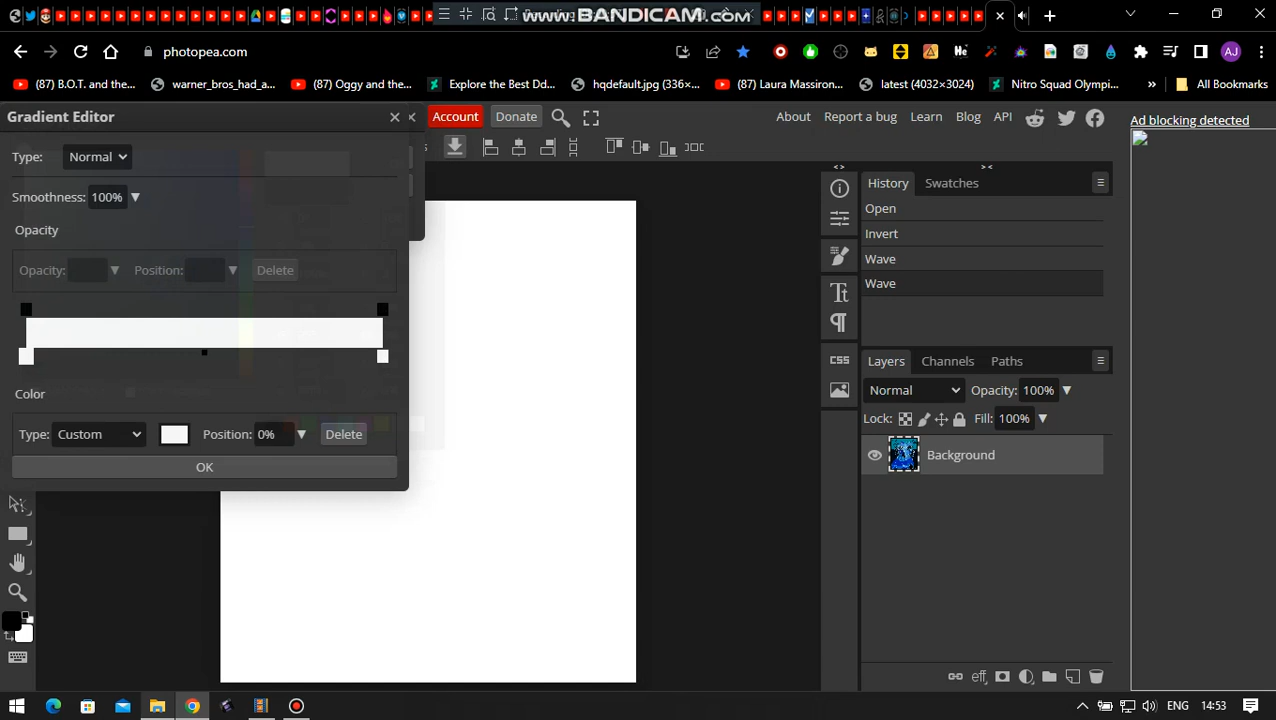 www.BANDICAM.com
photopea.com
AJ
(87) B.O.T. and the...
warner_bros_had_a...
(87) Oggy and the...
Explore the Best Dd...
hqdefault.jpg (336×...
(87) Laura Massiron...
latest (4032×3024)
Nitro Squad Olympi...
»
All Bookmarks
Gradient Editor
Account
Donate
About
Report a bug
Learn
Blog
API
Ad blocking detected
Type: Normal
Smoothness: 100%
Opacity
Opacity:
Position:
Delete
Color
Type: Custom
Position: 0%
Delete
OK
<>
><
History
Swatches
Open
Invert
Wave
Wave
CSS
Layers
Channels
Paths
Normal
Opacity: 100%
Lock:
Fill: 100%
Background
eff
ENG
14:53